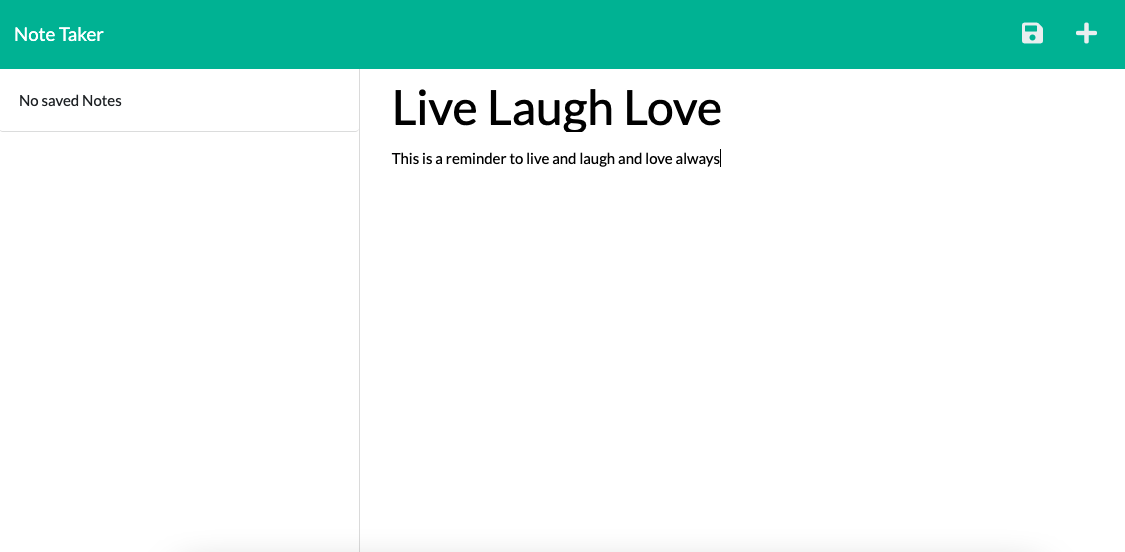 Note Taker
No saved Notes
Live Laugh Love
This is a reminder to live and laugh and love always